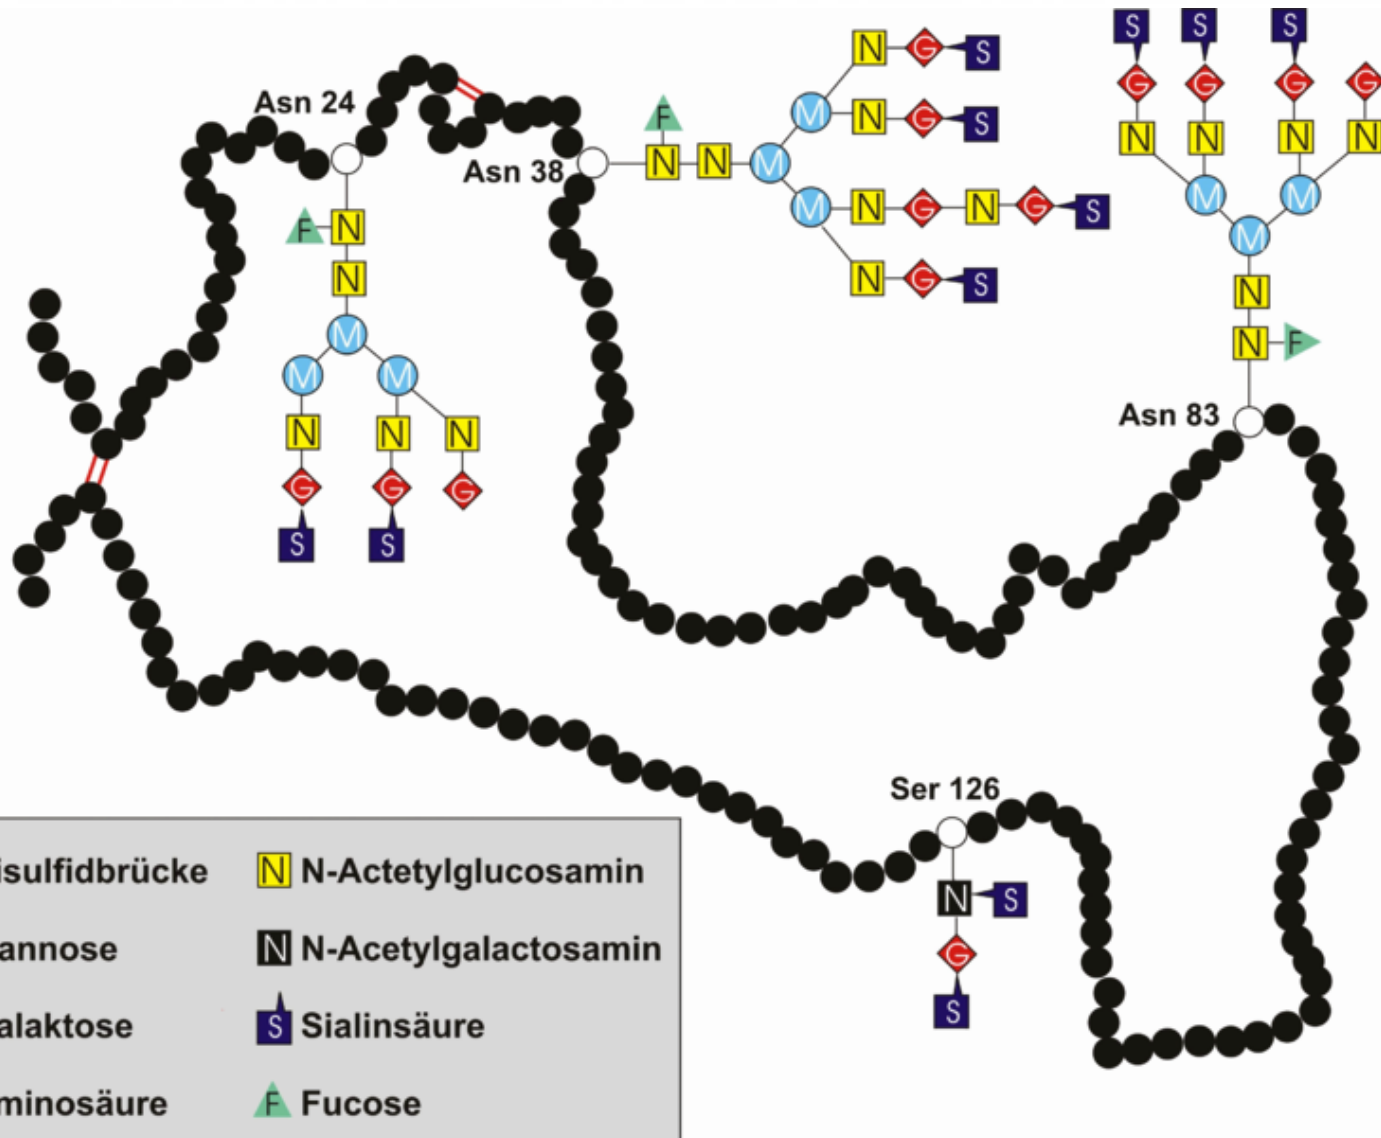 S S S
N G S
G G G G
Asn 24
F
M N G S
N N N N
Asn 38 N N M
M M
M N G N G S
F N
M
N
N G S
N
M
N F
M M
Asn 83
N N N
G G G
S S
Ser 126
isulfidbrücke N N-Actetylglucosamin
N S
annose N N-Acetylgalactosamin
G
S
alaktose S Sialinsäure
minosäure F Fucose